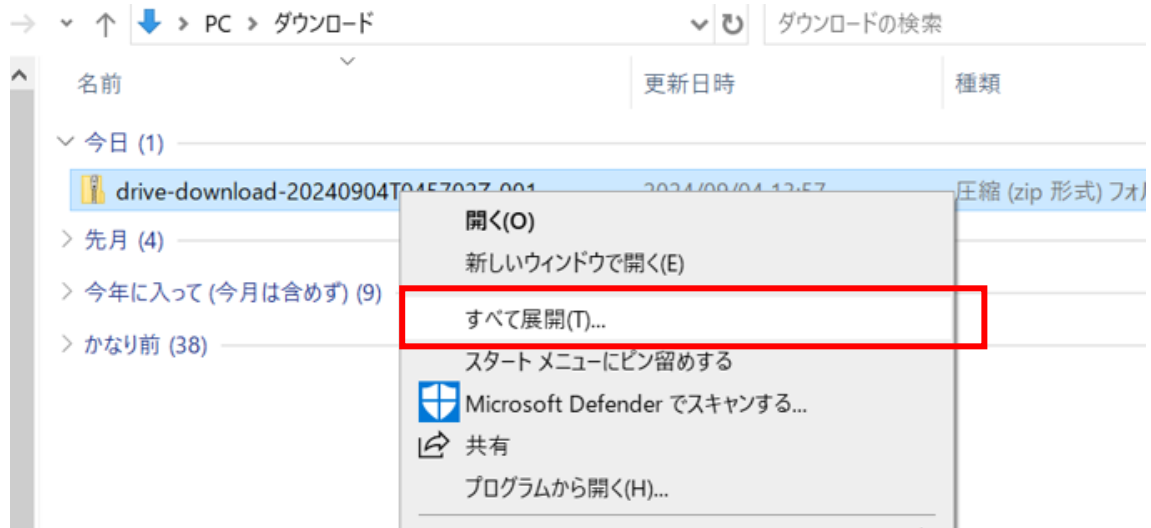 PC > ダウンロード
ダウンロードの検索
名前 更新日時 種類
今日 (1)
drive-download-20240904T045702Z-001 2024/09/04 13:57 圧縮 (zip 形式) フォル
先月 (4)
今年に入って (今月は含めず) (9)
かなり前 (38)
開く(O)
新しいウィンドウで開く(E)
すべて展開(T)...
スタート メニューにピン留めする
Microsoft Defender でスキャンする...
共有
プログラムから開く(H)...